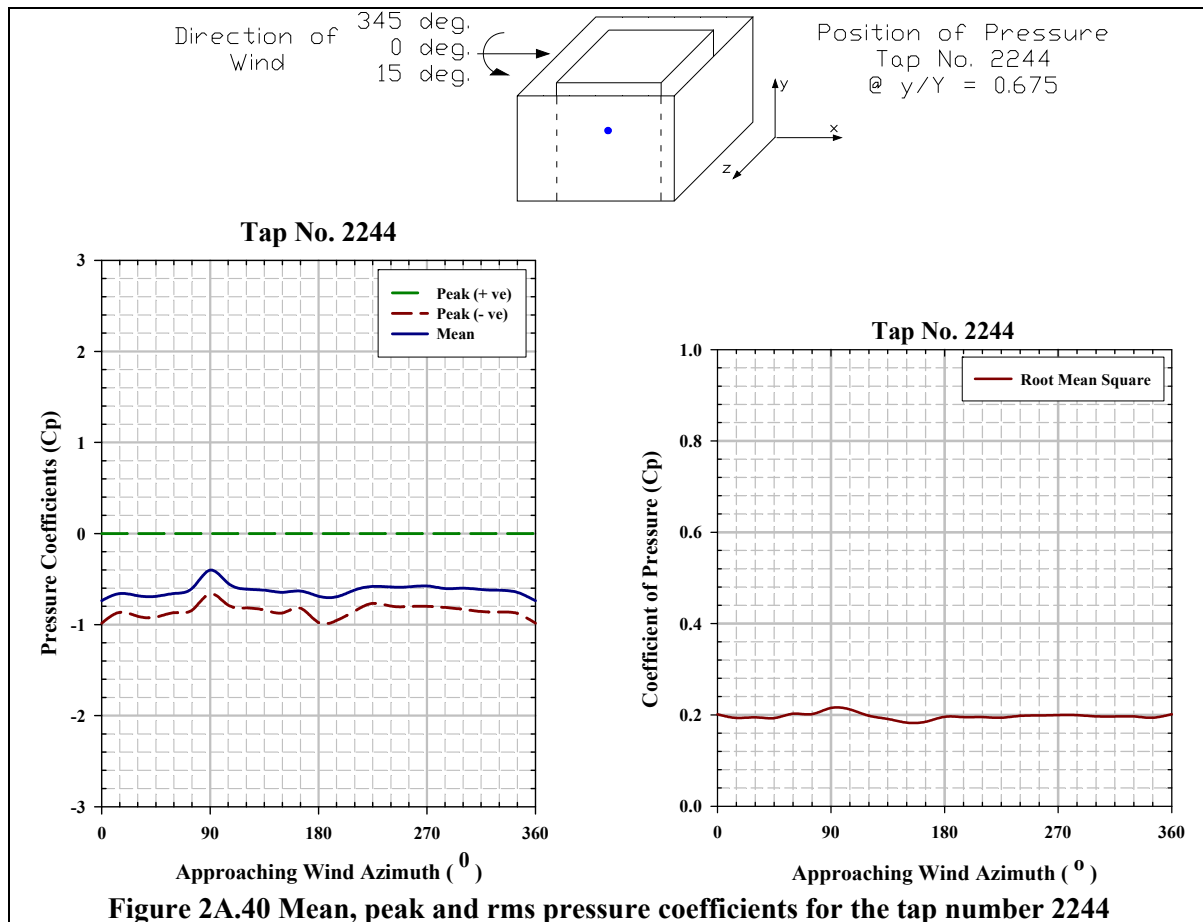 Direction of Wind
345 deg.
0 deg.
15 deg.
Position of Pressure
Tap No. 2244
@ y/Y = 0.675
y
x
z
Tap No. 2244
Pressure Coefficients (Cp)
3
2
1
0
-1
-2
-3
Peak (+ ve)
Peak (- ve)
Mean
0 90 180 270 360
Approaching Wind Azimuth ( 0 )
Tap No. 2244
Coefficient of Pressure (Cp)
1.0
0.8
0.6
0.4
0.2
0.0
Root Mean Square
0 90 180 270 360
Approaching Wind Azimuth ( o )
Figure 2A.40 Mean, peak and rms pressure coefficients for the tap number 2244